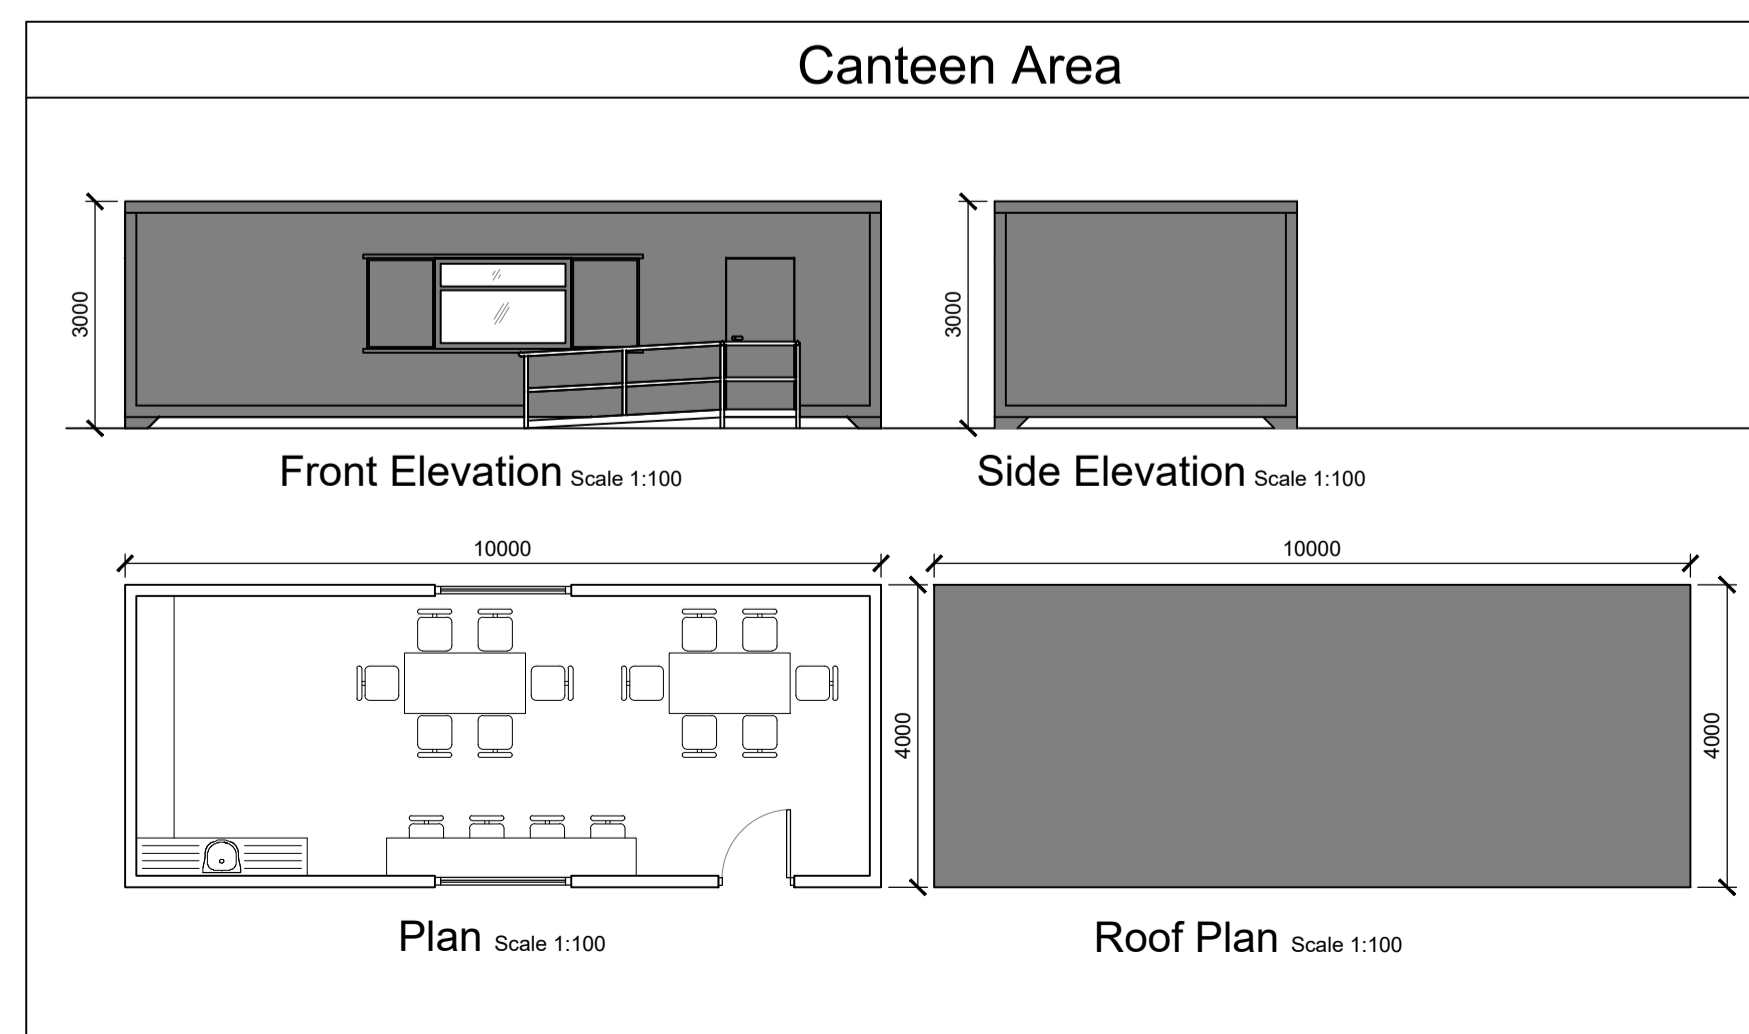 Canteen Area
3000
3000
Front Elevation Scale 1:100
Side Elevation Scale 1:100
10000
10000
4000
4000
Plan Scale 1:100
Roof Plan Scale 1:100